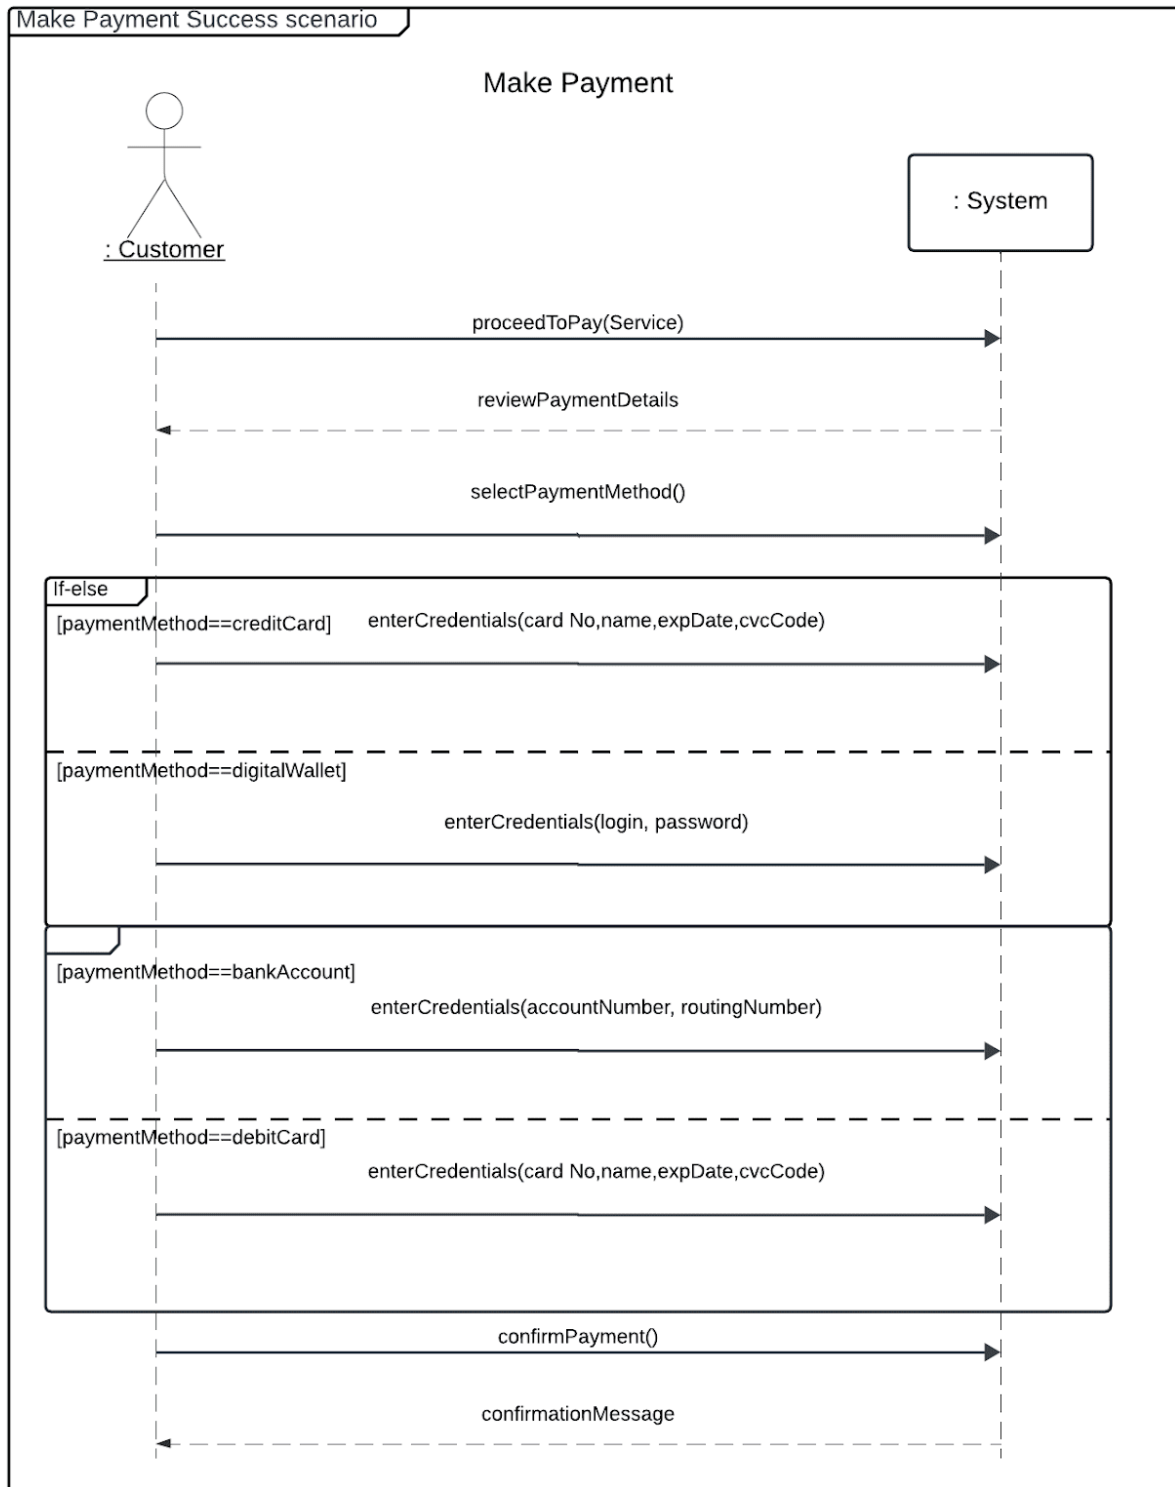 Make Payment Success scenario
Make Payment
: Customer
: System
proceedToPay(Service)
reviewPaymentDetails
selectPaymentMethod()
If-else
[paymentMethod==creditCard]
enterCredentials(card No,name,expDate,cvcCode)
[paymentMethod==digitalWallet]
enterCredentials(login, password)
[paymentMethod==bankAccount]
enterCredentials(accountNumber, routingNumber)
[paymentMethod==debitCard]
enterCredentials(card No,name,expDate,cvcCode)
confirmPayment()
confirmationMessage